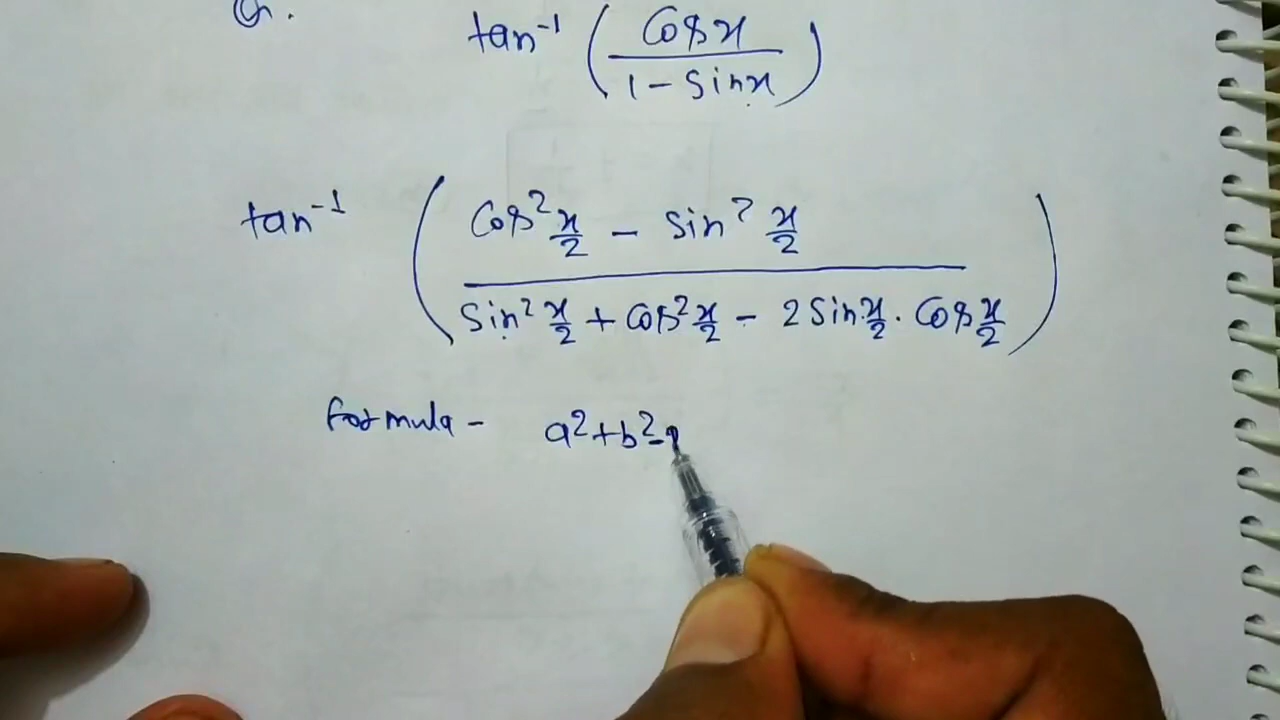 Q.
tan⁻¹ (cos x / 1 - sin x)
tan⁻¹ (cos² x/2 - sin² x/2 / sin² x/2 + cos² x/2 - 2 sin x/2 . cos x/2)
formula - a² + b² -